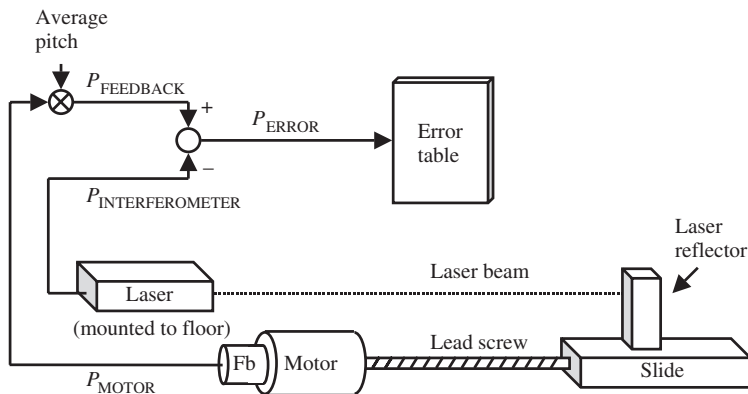 Average
pitch
P_FEEDBACK
+
P_ERROR
Error
table
−
P_INTERFEROMETER
Laser
reflector
Laser beam
Laser
(mounted to floor)
Lead screw
Fb
Motor
Slide
P_MOTOR